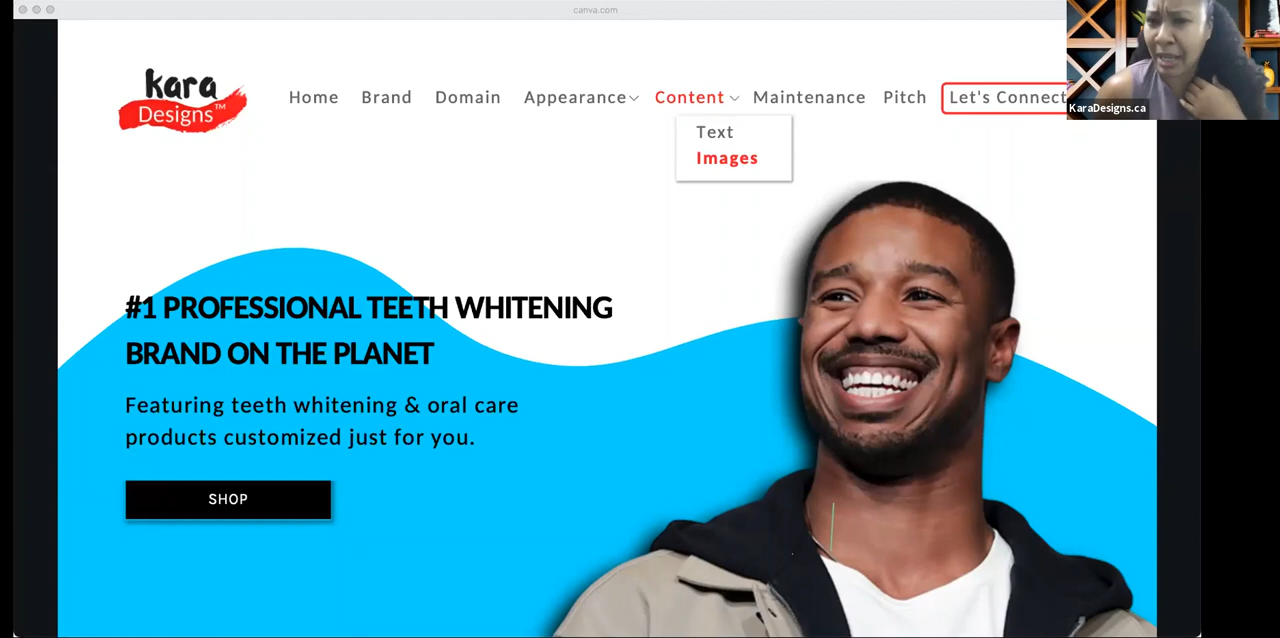 canva.com
kara
Designs™
Home Brand Domain Appearance Content Maintenance Pitch Let's Connect
KaraDesigns.ca
Text
Images
#1 PROFESSIONAL TEETH WHITENING
BRAND ON THE PLANET
Featuring teeth whitening & oral care
products customized just for you.
SHOP